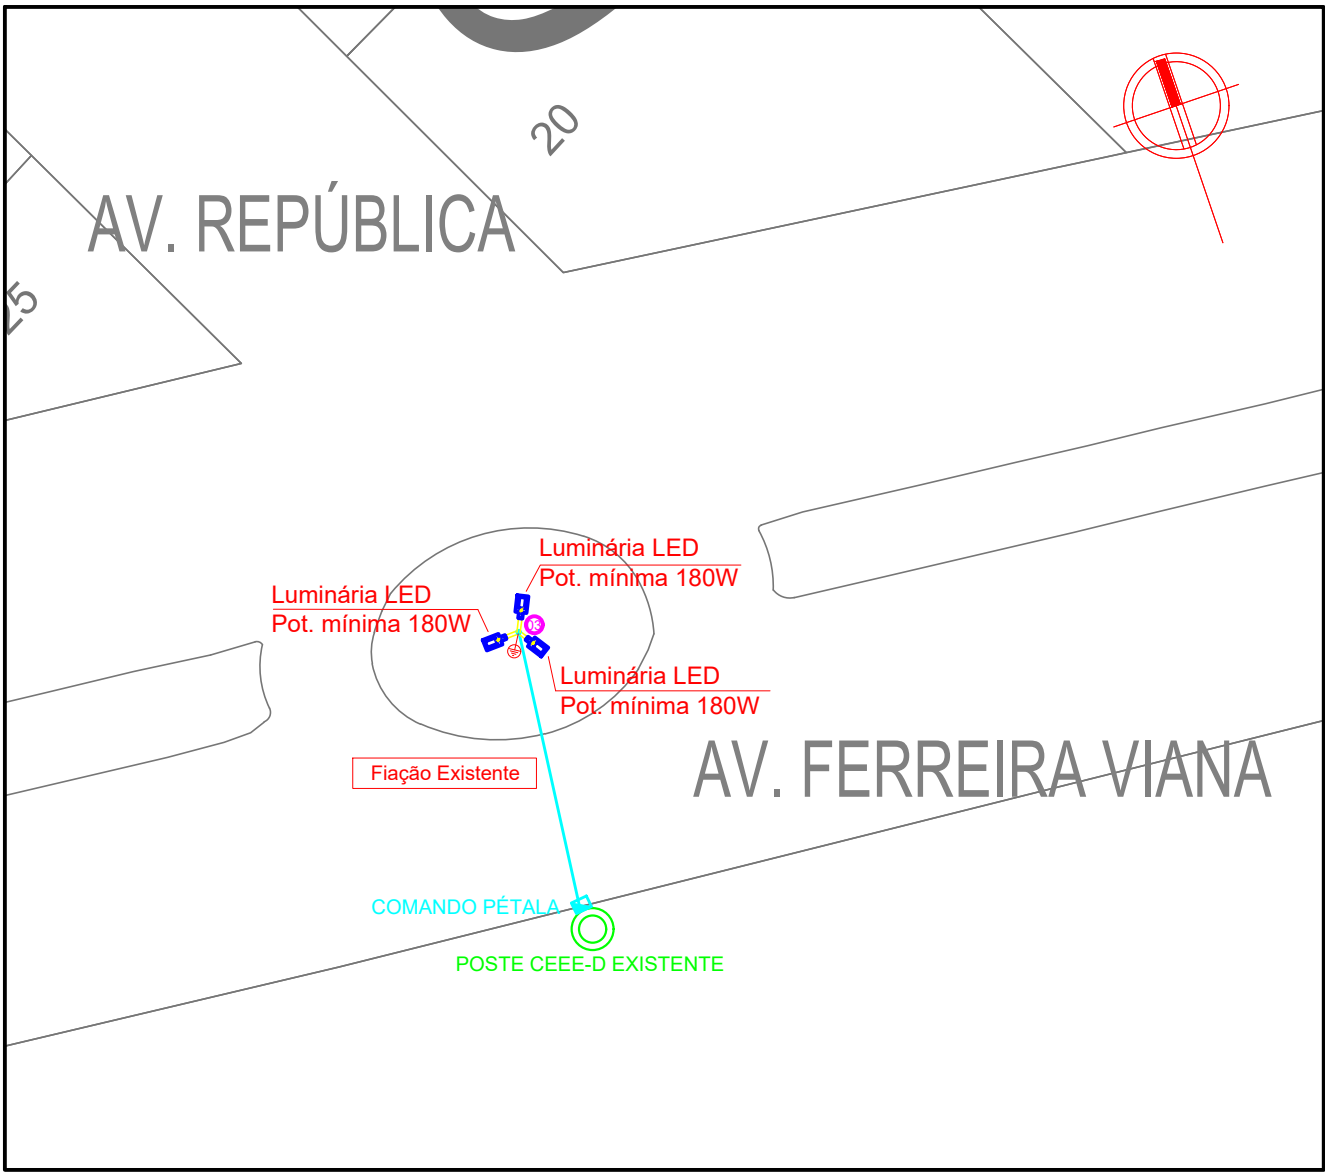 20
AV. REPÚBLICA
25
Luminária LED
Pot. mínima 180W
Luminária LED
Pot. mínima 180W
03
Luminária LED
Pot. mínima 180W
AV. FERREIRA VIANA
Fiação Existente
COMANDO PÉTALA
POSTE CEEE-D EXISTENTE